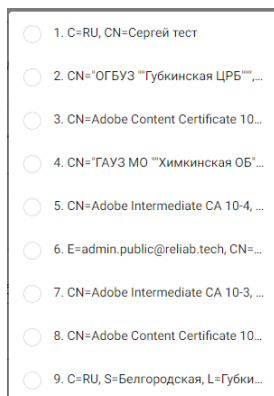 1. C=RU, CN=Сергей тест
2. CN="ОГБУЗ ""Губкинская ЦРБ""",...
3. CN=Adobe Content Certificate 10...
4. CN="ГАУЗ МО ""Химкинская ОБ"...
5. CN=Adobe Intermediate CA 10-4, ...
6. E=admin.public@reliab.tech, CN=...
7. CN=Adobe Intermediate CA 10-3, ...
8. CN=Adobe Content Certificate 10...
9. C=RU, S=Белгородская, L=Губки...